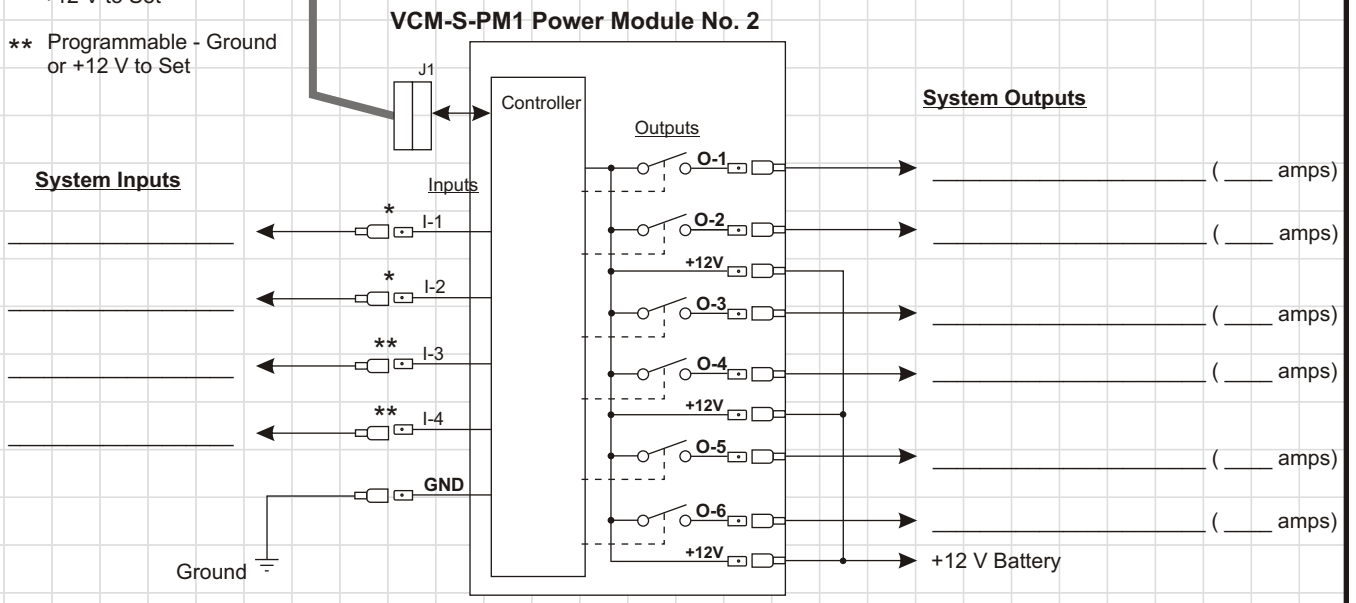 +12 V to Set
** Programmable - Ground
or +12 V to Set
VCM-S-PM1 Power Module No. 2
J1
Controller
System Outputs
Outputs
O-1
( ____ amps)
System Inputs
Inputs
* I-1
O-2
( ____ amps)
+12V
* I-2
O-3
( ____ amps)
** I-3
O-4
( ____ amps)
+12V
** I-4
O-5
( ____ amps)
GND
O-6
( ____ amps)
+12V
+12 V Battery
Ground